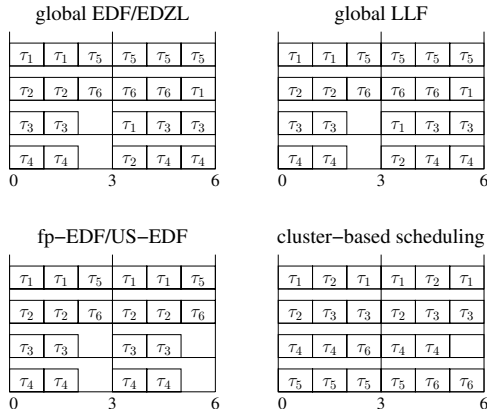 global EDF/EDZL
τ₁ τ₁ τ₅ τ₅ τ₅ τ₅
τ₂ τ₂ τ₆ τ₆ τ₆ τ₁
τ₃ τ₃ τ₁ τ₃ τ₃
τ₄ τ₄ τ₂ τ₄ τ₄
0 3 6
global LLF
τ₁ τ₁ τ₅ τ₅ τ₅ τ₅
τ₂ τ₂ τ₆ τ₆ τ₆ τ₁
τ₃ τ₃ τ₁ τ₃ τ₃
τ₄ τ₄ τ₂ τ₄ τ₄
0 3 6
fp−EDF/US−EDF
τ₁ τ₁ τ₅ τ₁ τ₁ τ₅
τ₂ τ₂ τ₆ τ₂ τ₂ τ₆
τ₃ τ₃ τ₃ τ₃
τ₄ τ₄ τ₄ τ₄
0 3 6
cluster−based scheduling
τ₁ τ₂ τ₁ τ₁ τ₂ τ₁
τ₂ τ₃ τ₃ τ₂ τ₃ τ₃
τ₄ τ₄ τ₆ τ₄ τ₄
τ₅ τ₅ τ₅ τ₅ τ₆ τ₆
0 3 6